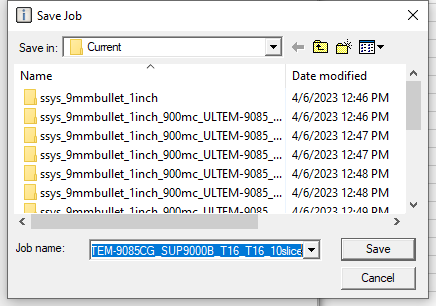 Save Job
Save in: Current
Name Date modified
ssys_9mmbullet_1inch 4/6/2023 12:46 PM
ssys_9mmbullet_1inch_900mc_ULTEM-9085_... 4/6/2023 12:46 PM
ssys_9mmbullet_1inch_900mc_ULTEM-9085_... 4/6/2023 12:47 PM
ssys_9mmbullet_1inch_900mc_ULTEM-9085_... 4/6/2023 12:47 PM
ssys_9mmbullet_1inch_900mc_ULTEM-9085_... 4/6/2023 12:48 PM
ssys_9mmbullet_1inch_900mc_ULTEM-9085_... 4/6/2023 12:48 PM
ssys_9mmbullet_1inch_900mc_ULTEM-9085_... 4/6/2023 12:49 PM
Job name: TEM-9085CG_SUP9000B_T16_T16_10slice Save
Cancel